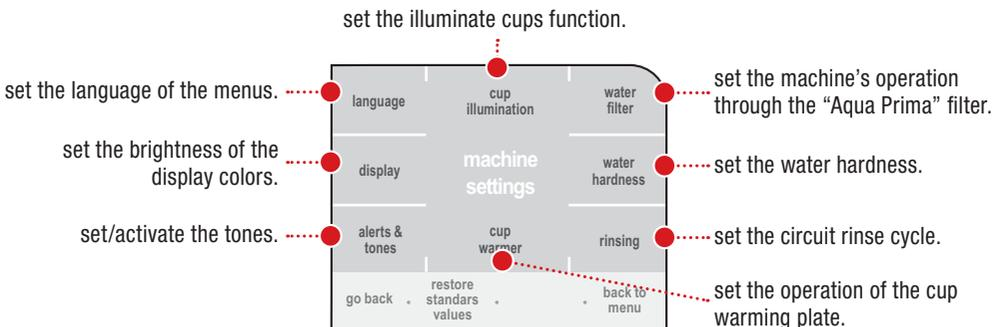 set the illuminate cups function.
set the language of the menus.
language
cup
illumination
water
filter
set the machine’s operation
through the “Aqua Prima” filter.
set the brightness of the
display colors.
display
machine
settings
water
hardness
set the water hardness.
set/activate the tones.
alerts &
tones
cup
warmer
rinsing
set the circuit rinse cycle.
go back
restore
standars
values
back to
menu
set the operation of the cup
warming plate.